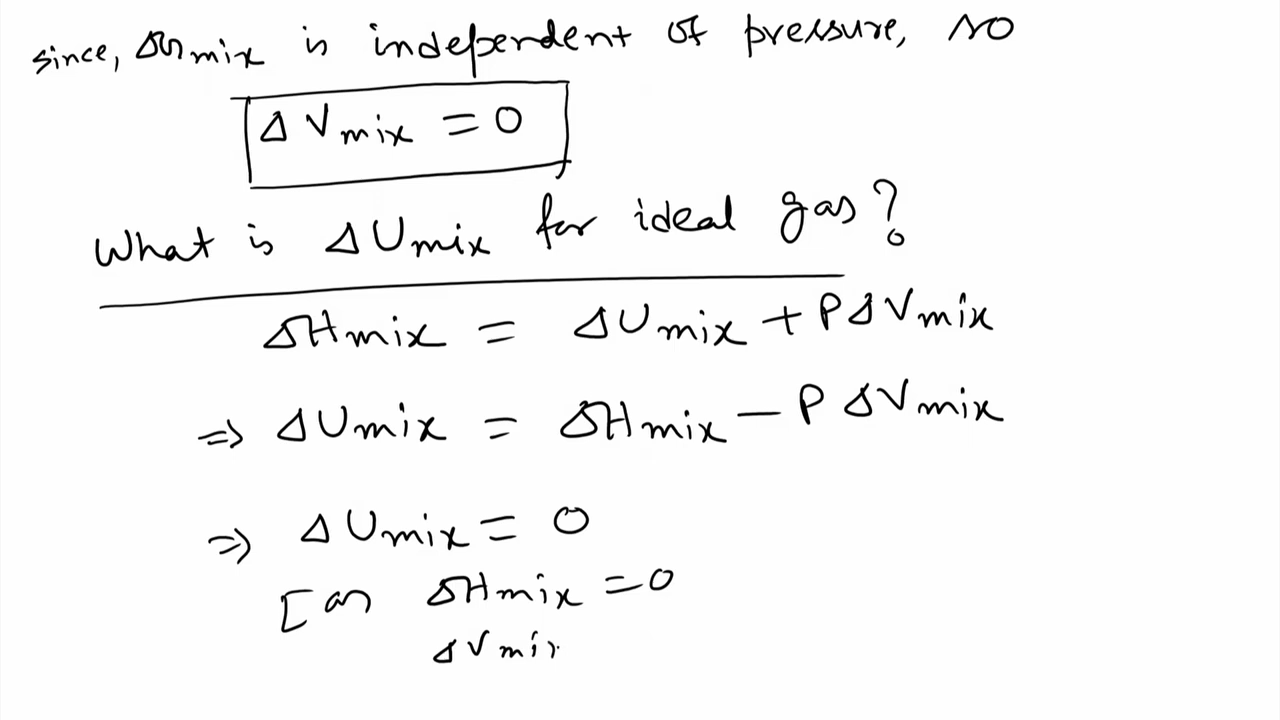 since, ΔGmix is independent of pressure, so
ΔVmix = 0
What is ΔUmix for ideal gas?
ΔHmix = ΔUmix + PΔVmix
⇒ ΔUmix = ΔHmix - PΔVmix
⇒ ΔUmix = 0
[as ΔHmix = 0
ΔVmix